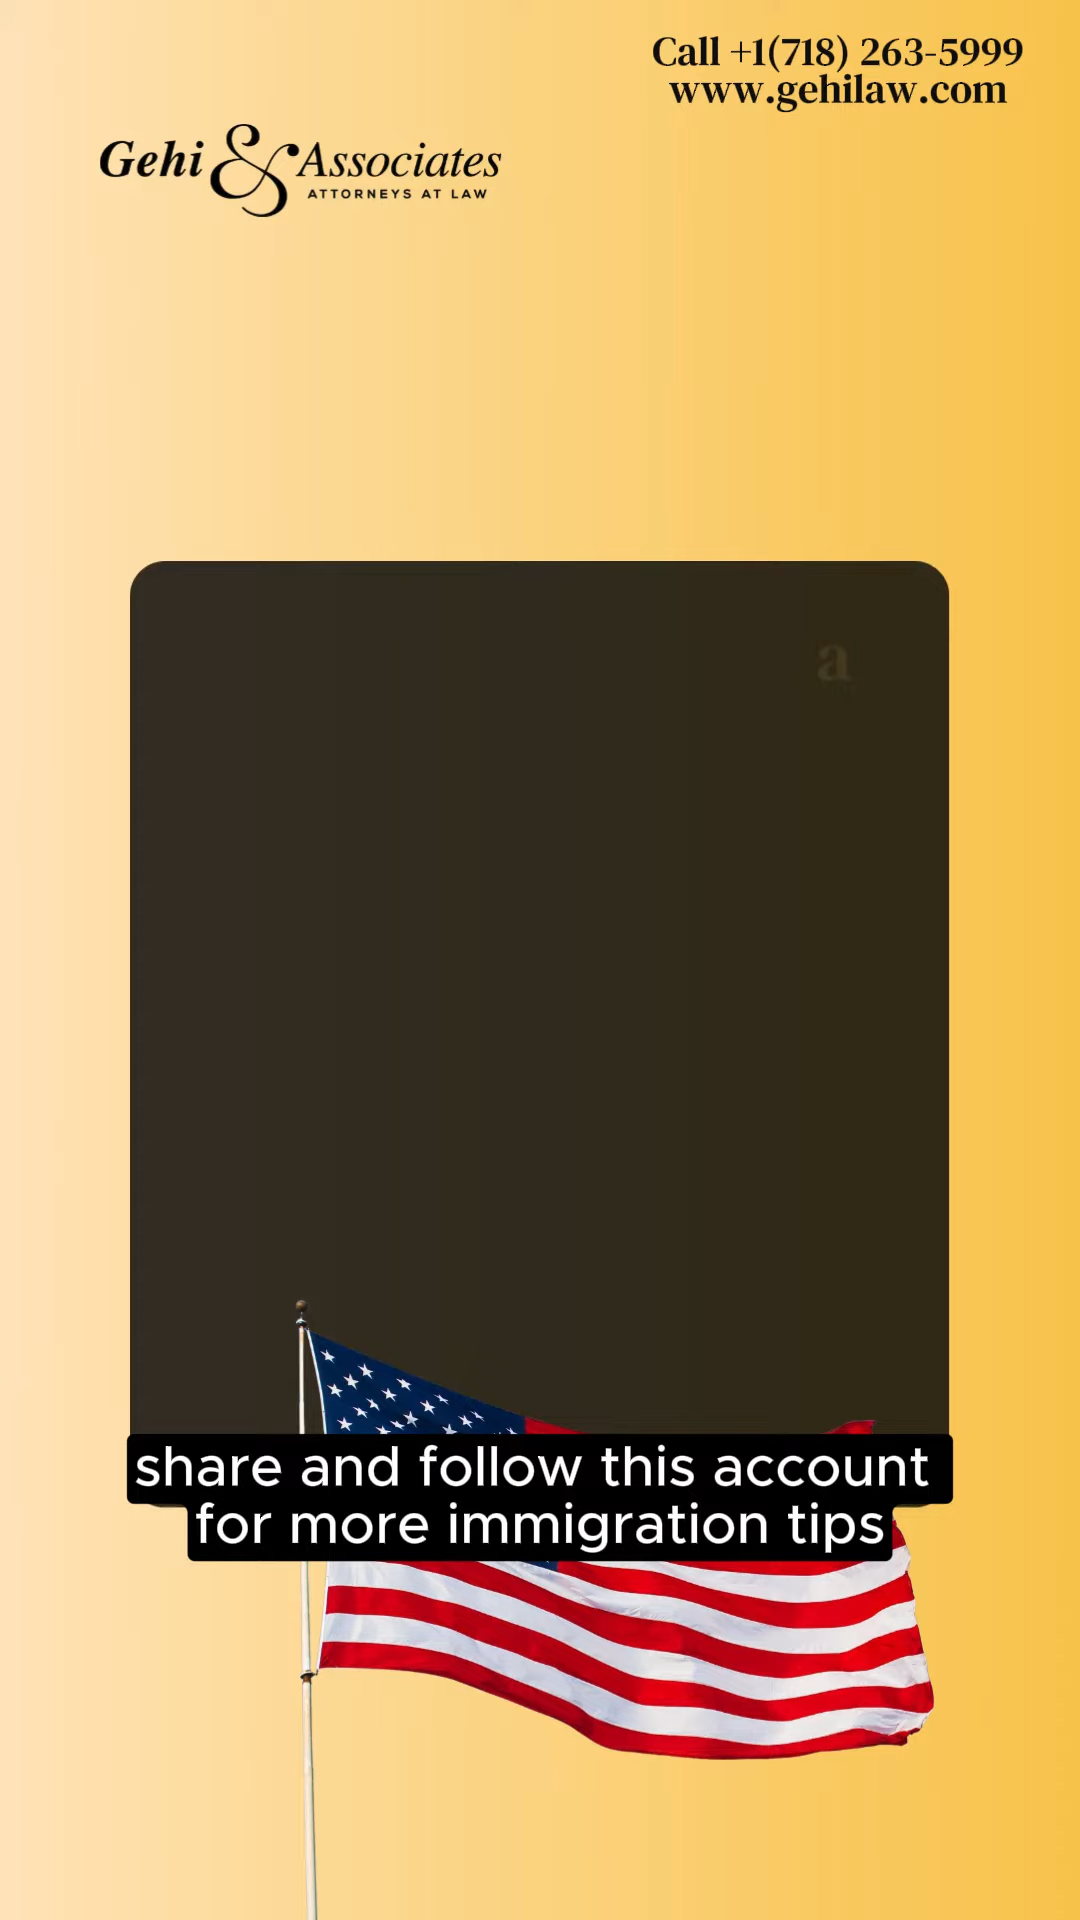 Call +1(718) 263-5999
www.gehilaw.com
Gehi & Associates
ATTORNEYS AT LAW
a
share and follow this account
for more immigration tips